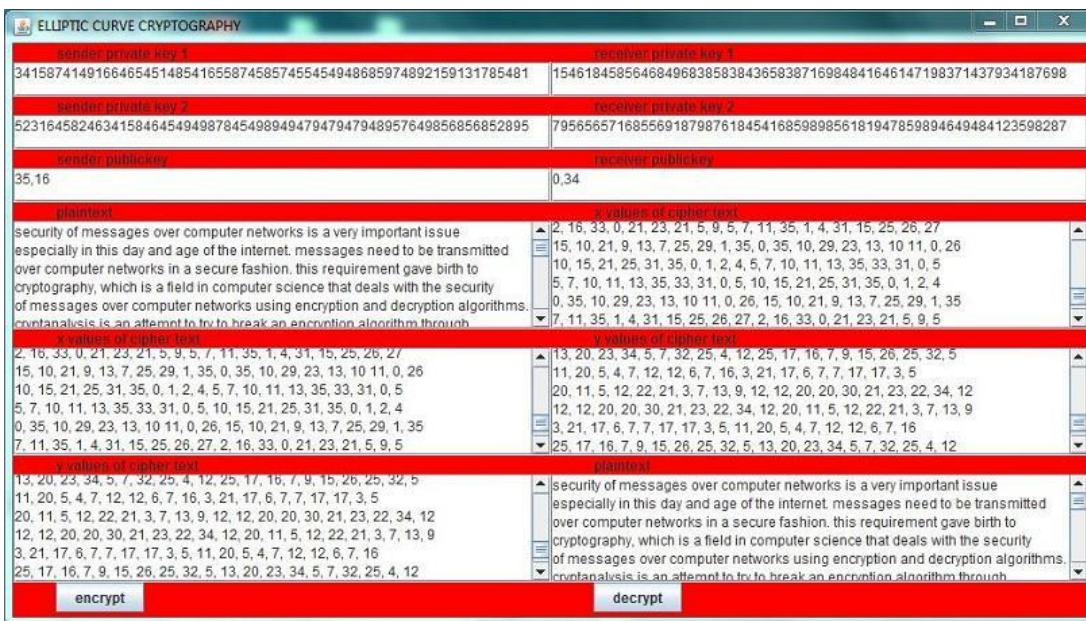 ELLIPTIC CURVE CRYPTOGRAPHY
sender private key 1
receiver private key 1
3415874149166465451485416558745857455454948685974892159131785481
1546184585646849683858384365838716984841646147198371437934187698
sender private key 2
receiver private key 2
5231645824634158464549498784549894947947947948957649856856852895
7956565716855691879876184541685989856181947859894649484123598287
sender publickey
receiver publickey
35,16
0,34
plaintext
security of messages over computer networks is a very important issue
especially in this day and age of the internet. messages need to be transmitted
over computer networks in a secure fashion. this requirement gave birth to
cryptography, which is a field in computer science that deals with the security
of messages over computer networks using encryption and decryption algorithms.
cryptanalysis is an attempt to try to break an encryption algorithm through
x values of cipher text
2, 16, 33, 0, 21, 23, 21, 5, 9, 5, 7, 11, 35, 1, 4, 31, 15, 25, 26, 27
15, 10, 21, 9, 13, 7, 25, 29, 1, 35, 0, 35, 10, 29, 23, 13, 10 11, 0, 26
10, 15, 21, 25, 31, 35, 0, 1, 2, 4, 5, 7, 10, 11, 13, 35, 33, 31, 0, 5
5, 7, 10, 11, 13, 35, 33, 31, 0, 5, 10, 15, 21, 25, 31, 35, 0, 1, 2, 4
0, 35, 10, 29, 23, 13, 10 11, 0, 26, 15, 10, 21, 9, 13, 7, 25, 29, 1, 35
7, 11, 35, 1, 4, 31, 15, 25, 26, 27, 2, 16, 33, 0, 21, 23, 21, 5, 9, 5
x values of cipher text
2, 16, 33, 0, 21, 23, 21, 5, 9, 5, 7, 11, 35, 1, 4, 31, 15, 25, 26, 27
15, 10, 21, 9, 13, 7, 25, 29, 1, 35, 0, 35, 10, 29, 23, 13, 10 11, 0, 26
10, 15, 21, 25, 31, 35, 0, 1, 2, 4, 5, 7, 10, 11, 13, 35, 33, 31, 0, 5
5, 7, 10, 11, 13, 35, 33, 31, 0, 5, 10, 15, 21, 25, 31, 35, 0, 1, 2, 4
0, 35, 10, 29, 23, 13, 10 11, 0, 26, 15, 10, 21, 9, 13, 7, 25, 29, 1, 35
7, 11, 35, 1, 4, 31, 15, 25, 26, 27, 2, 16, 33, 0, 21, 23, 21, 5, 9, 5
y values of cipher text
13, 20, 23, 34, 5, 7, 32, 25, 4, 12, 25, 17, 16, 7, 9, 15, 26, 25, 32, 5
11, 20, 5, 4, 7, 12, 12, 6, 7, 16, 3, 21, 17, 6, 7, 7, 17, 17, 3, 5
20, 11, 5, 12, 22, 21, 3, 7, 13, 9, 12, 12, 20, 20, 30, 21, 23, 22, 34, 12
12, 12, 20, 20, 30, 21, 23, 22, 34, 12, 20, 11, 5, 12, 22, 21, 3, 7, 13, 9
3, 21, 17, 6, 7, 7, 17, 17, 3, 5, 11, 20, 5, 4, 7, 12, 12, 6, 7, 16
25, 17, 16, 7, 9, 15, 26, 25, 32, 5, 13, 20, 23, 34, 5, 7, 32, 25, 4, 12
y values of cipher text
13, 20, 23, 34, 5, 7, 32, 25, 4, 12, 25, 17, 16, 7, 9, 15, 26, 25, 32, 5
11, 20, 5, 4, 7, 12, 12, 6, 7, 16, 3, 21, 17, 6, 7, 7, 17, 17, 3, 5
20, 11, 5, 12, 22, 21, 3, 7, 13, 9, 12, 12, 20, 20, 30, 21, 23, 22, 34, 12
12, 12, 20, 20, 30, 21, 23, 22, 34, 12, 20, 11, 5, 12, 22, 21, 3, 7, 13, 9
3, 21, 17, 6, 7, 7, 17, 17, 3, 5, 11, 20, 5, 4, 7, 12, 12, 6, 7, 16
25, 17, 16, 7, 9, 15, 26, 25, 32, 5, 13, 20, 23, 34, 5, 7, 32, 25, 4, 12
plaintext
security of messages over computer networks is a very important issue
especially in this day and age of the internet. messages need to be transmitted
over computer networks in a secure fashion. this requirement gave birth to
cryptography, which is a field in computer science that deals with the security
of messages over computer networks using encryption and decryption algorithms.
cryptanalysis is an attempt to try to break an encryption algorithm through
encrypt
decrypt